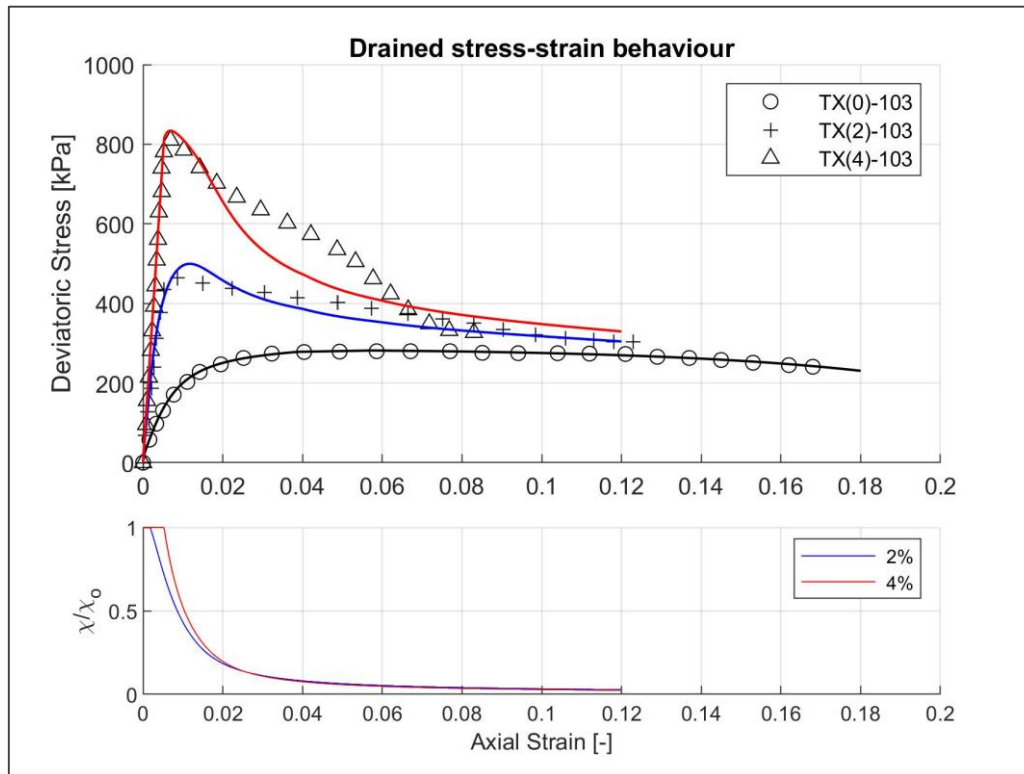 Drained stress-strain behaviour
1000
800
600
400
200
0
Deviatoric Stress [kPa]
TX(0)-103
TX(2)-103
TX(4)-103
0 0.02 0.04 0.06 0.08 0.1 0.12 0.14 0.16 0.18 0.2
1
0.5
0
χ/χo
2%
4%
0 0.02 0.04 0.06 0.08 0.1 0.12 0.14 0.16 0.18 0.2
Axial Strain [-]